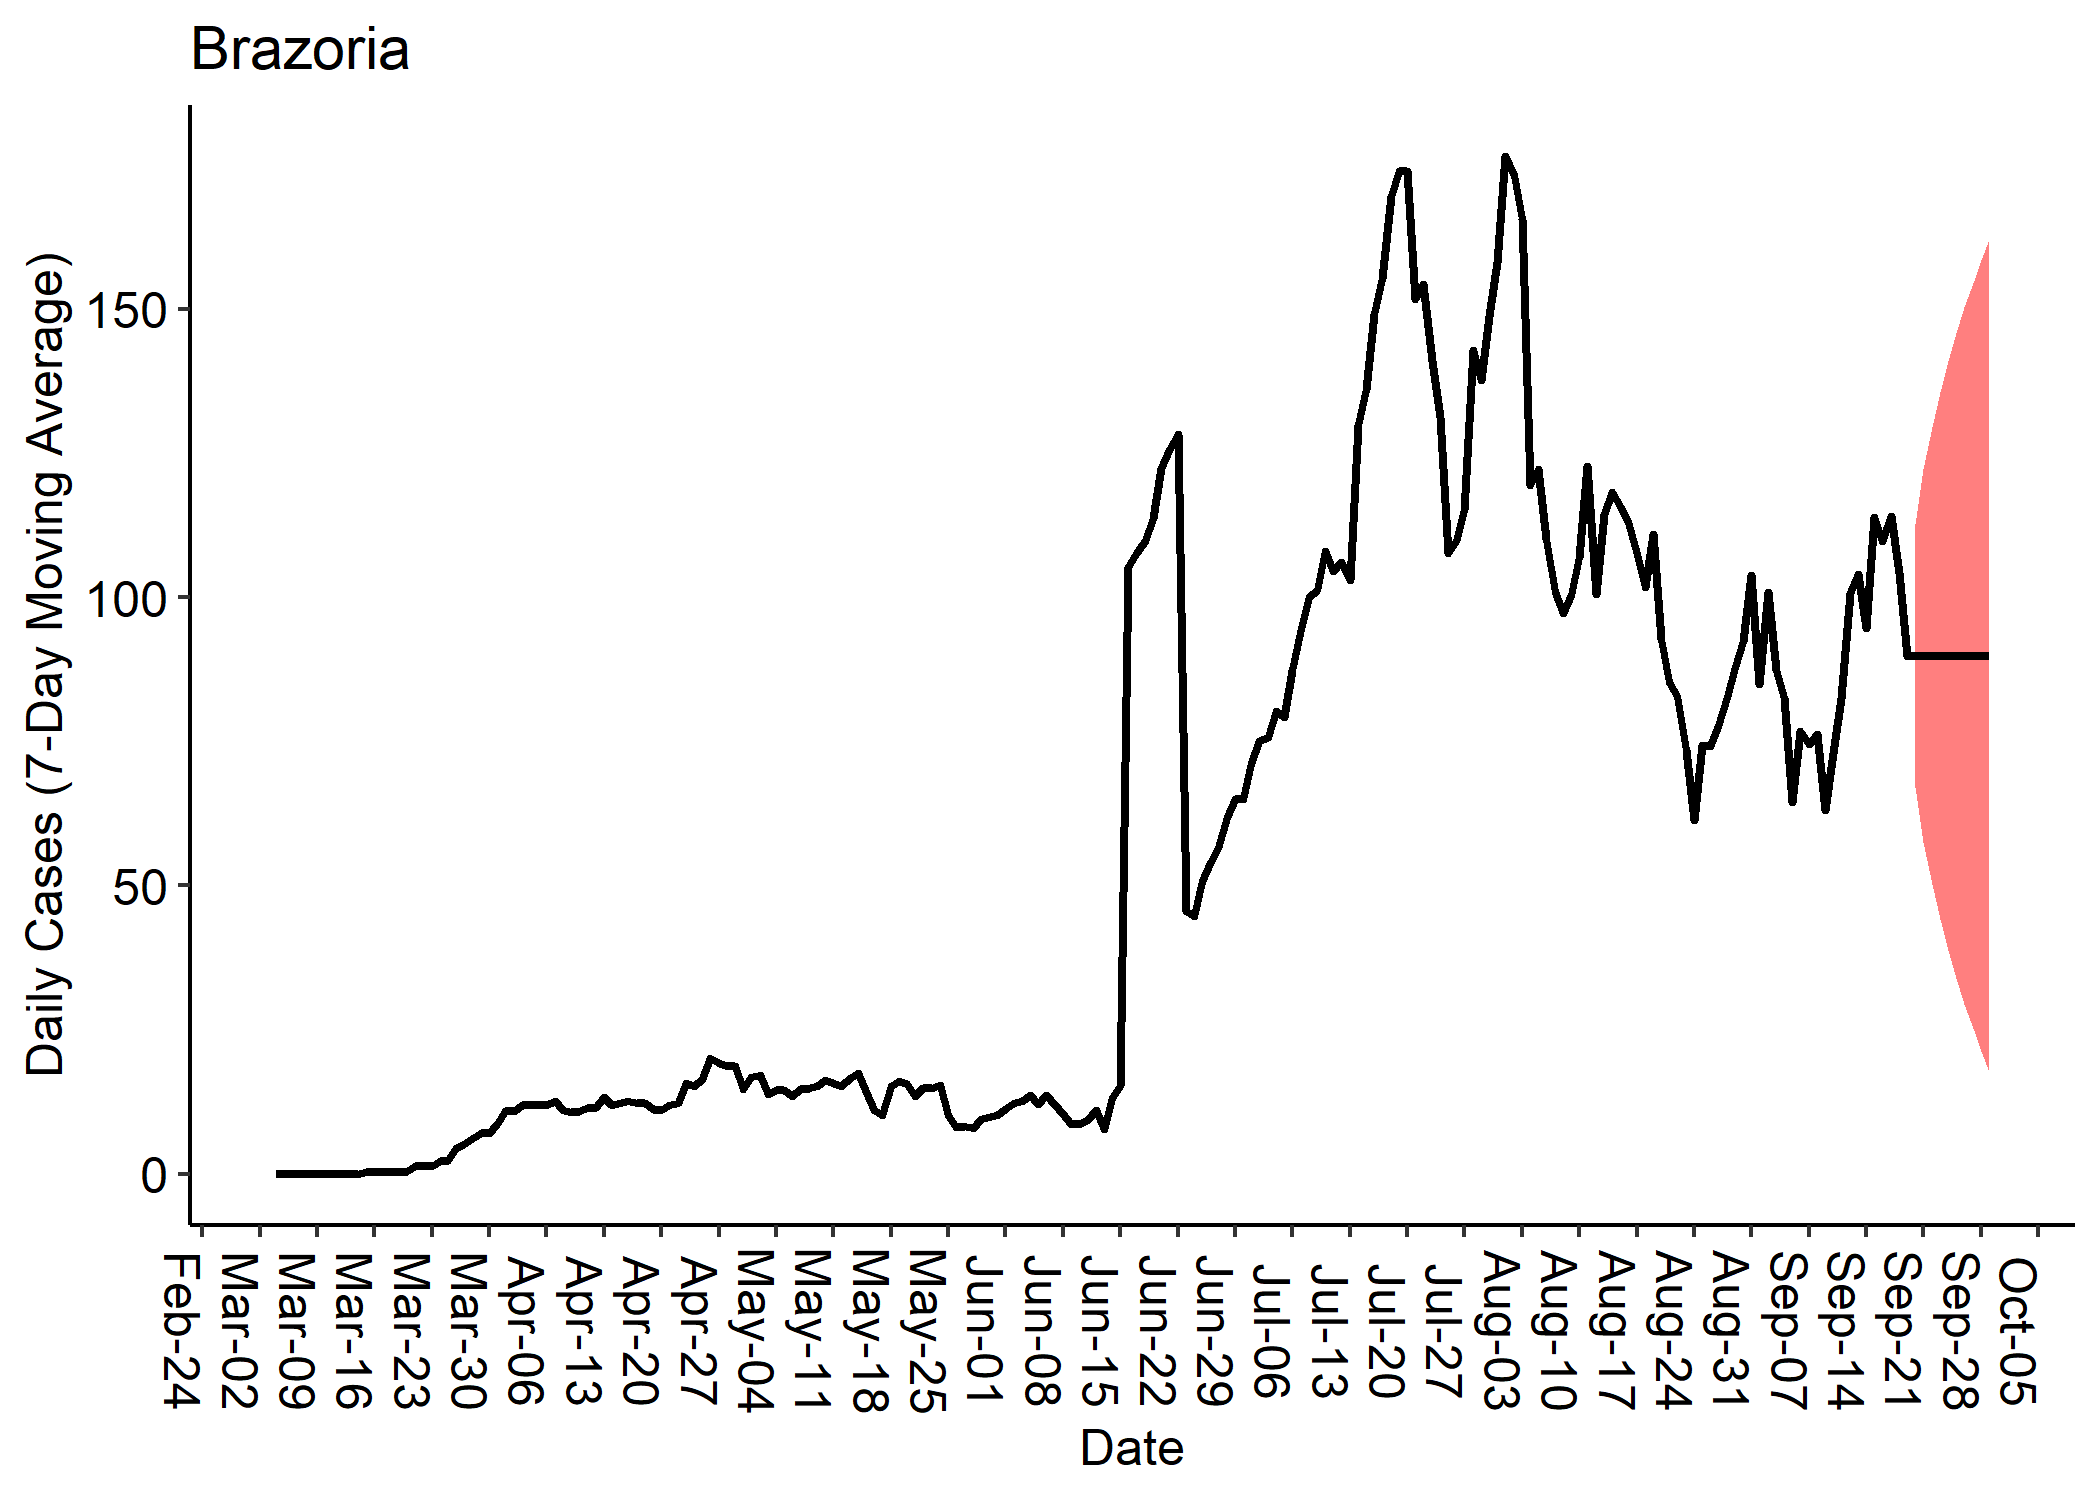 Brazoria
Daily Cases (7-Day Moving Average)
150
100
50
0
Feb-24
Mar-02
Mar-09
Mar-16
Mar-23
Mar-30
Apr-06
Apr-13
Apr-20
Apr-27
May-04
May-11
May-18
May-25
Jun-01
Jun-08
Jun-15
Jun-22
Jun-29
Jul-06
Jul-13
Jul-20
Jul-27
Aug-03
Aug-10
Aug-17
Aug-24
Aug-31
Sep-07
Sep-14
Sep-21
Sep-28
Oct-05
Date